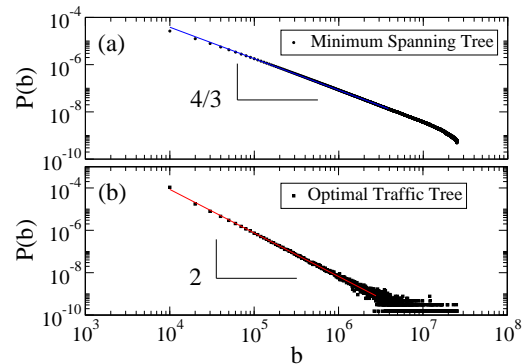 10^-4
(a)
Minimum Spanning Tree
10^-6
P(b)
4/3
10^-8
10^-10
(b)
Optimal Traffic Tree
10^-4
10^-6
P(b)
2
10^-8
10^-10
10^3 10^4 10^5 10^6 10^7 10^8
b